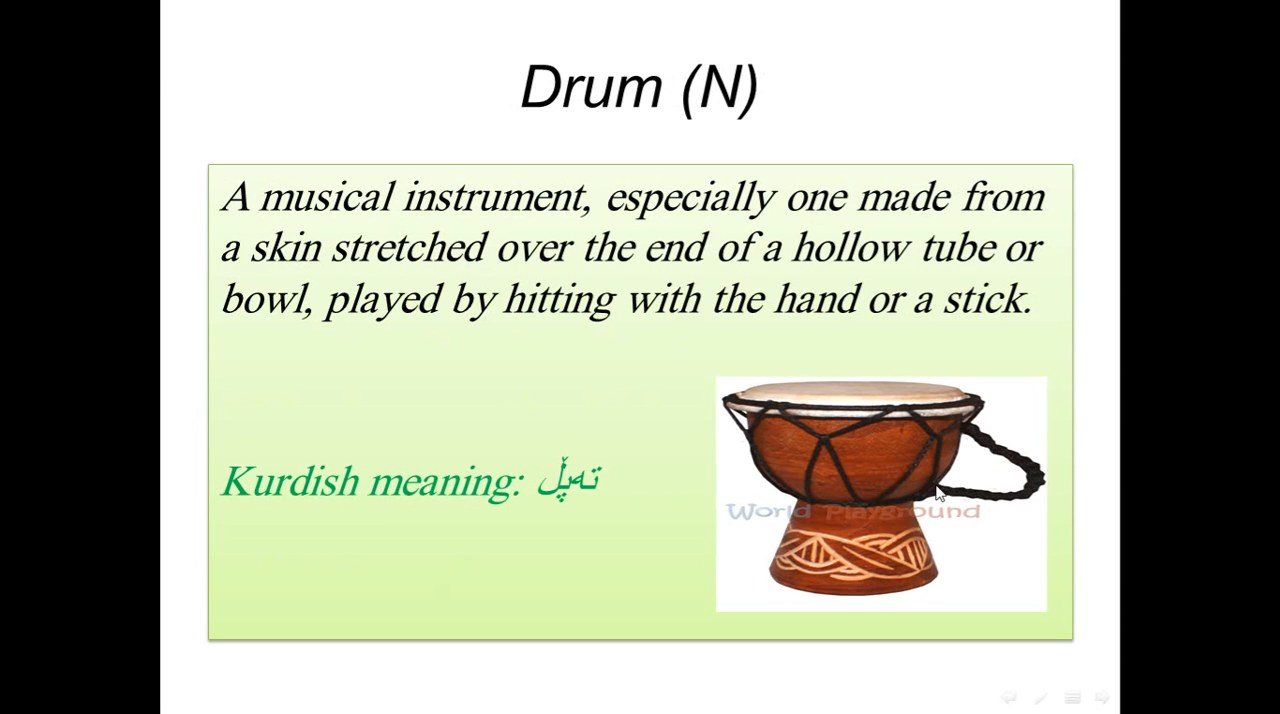 Drum (N)
A musical instrument, especially one made from
a skin stretched over the end of a hollow tube or
bowl, played by hitting with the hand or a stick.
Kurdish meaning: تەپڵ
World Playground